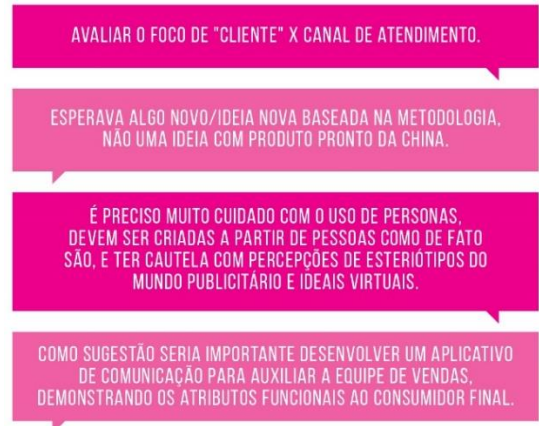 AVALIAR O FOCO DE "CLIENTE" X CANAL DE ATENDIMENTO.
ESPERAVA ALGO NOVO/IDEIA NOVA BASEADA NA METODOLOGIA,
NÃO UMA IDEIA COM PRODUTO PRONTO DA CHINA.
É PRECISO MUITO CUIDADO COM O USO DE PERSONAS,
DEVEM SER CRIADAS A PARTIR DE PESSOAS COMO DE FATO
SÃO, E TER CAUTELA COM PERCEPÇÕES DE ESTERIÓTIPOS DO
MUNDO PUBLICITÁRIO E IDEAIS VIRTUAIS.
COMO SUGESTÃO SERIA IMPORTANTE DESENVOLVER UM APLICATIVO
DE COMUNICAÇÃO PARA AUXILIAR A EQUIPE DE VENDAS,
DEMONSTRANDO OS ATRIBUTOS FUNCIONAIS AO CONSUMIDOR FINAL.